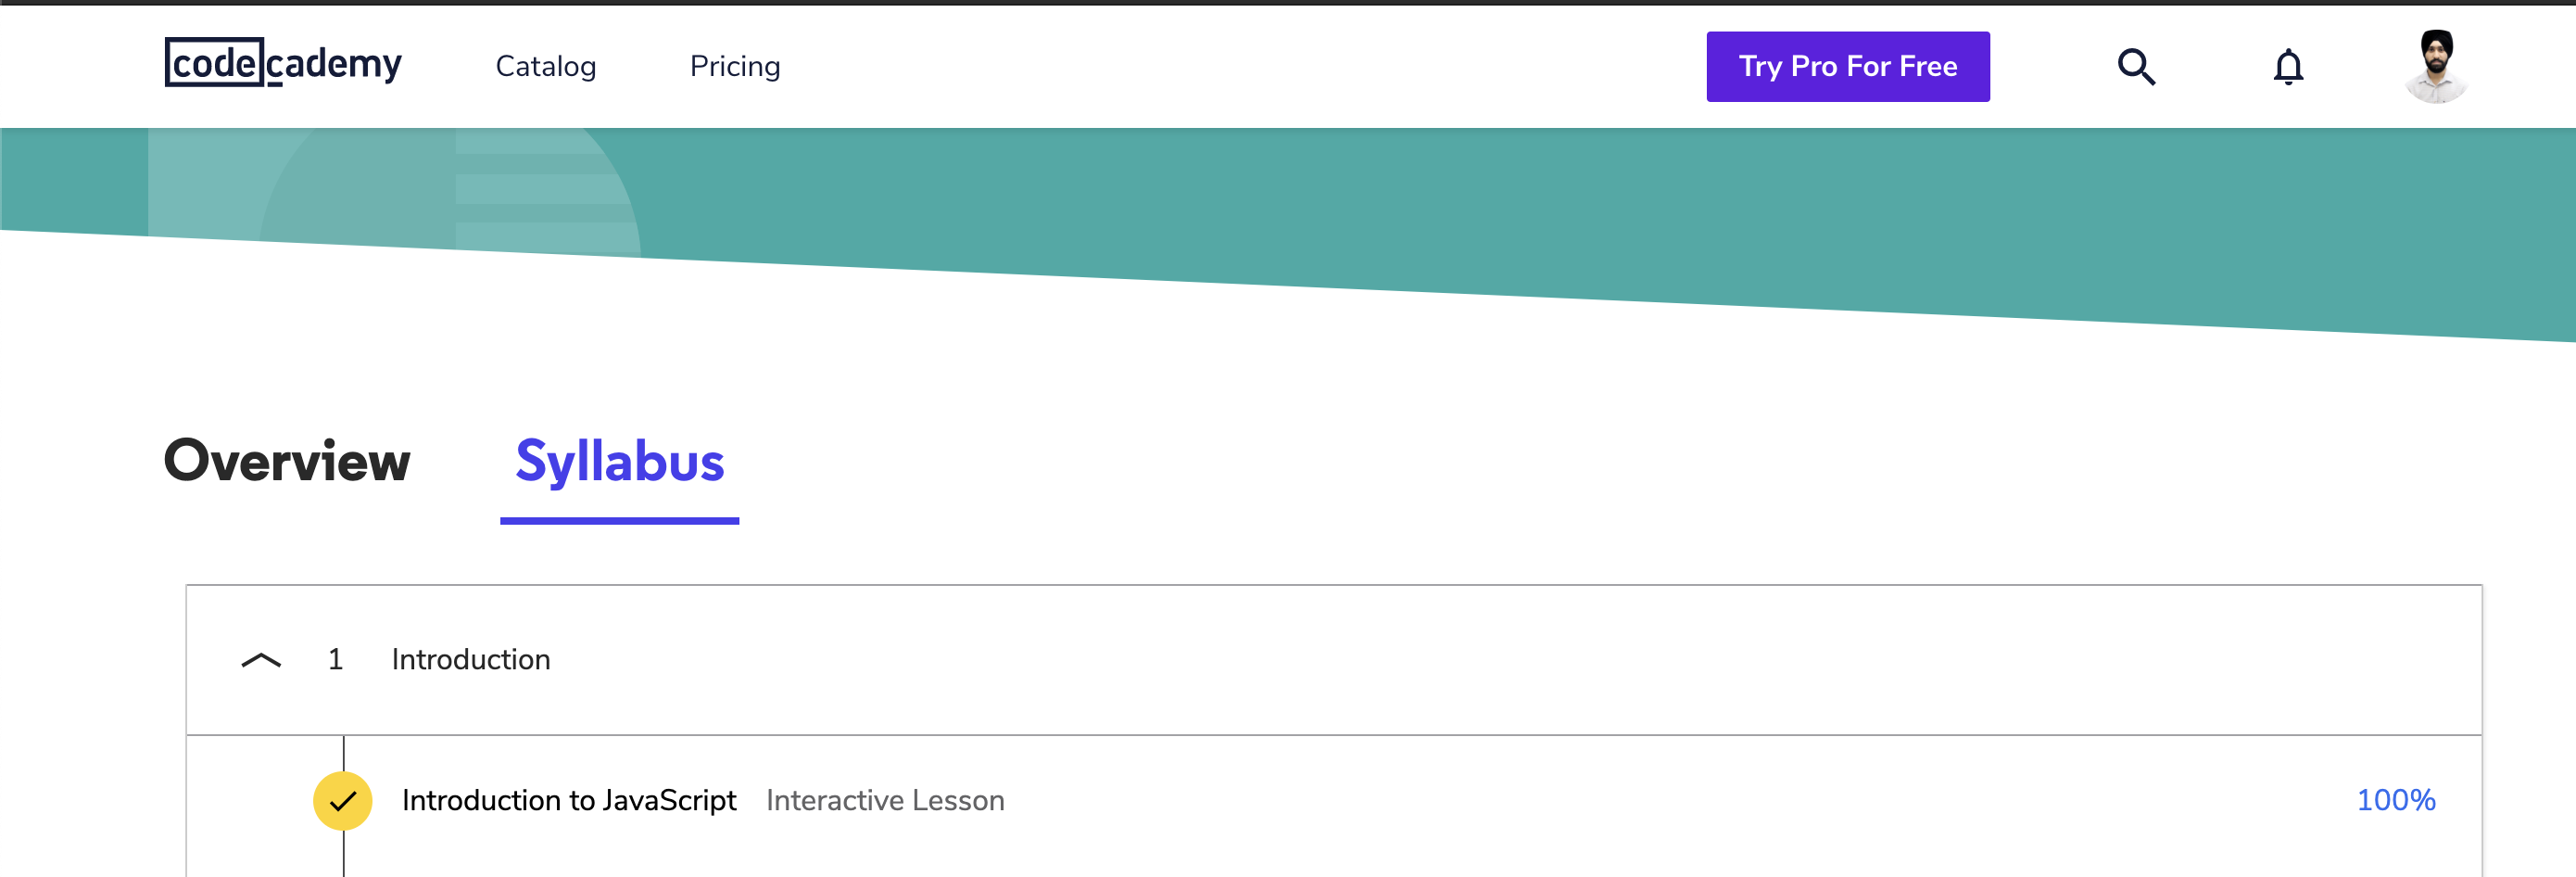 codecademy Catalog Pricing Try Pro For Free
Overview Syllabus
1 Introduction
Introduction to JavaScript Interactive Lesson 100%